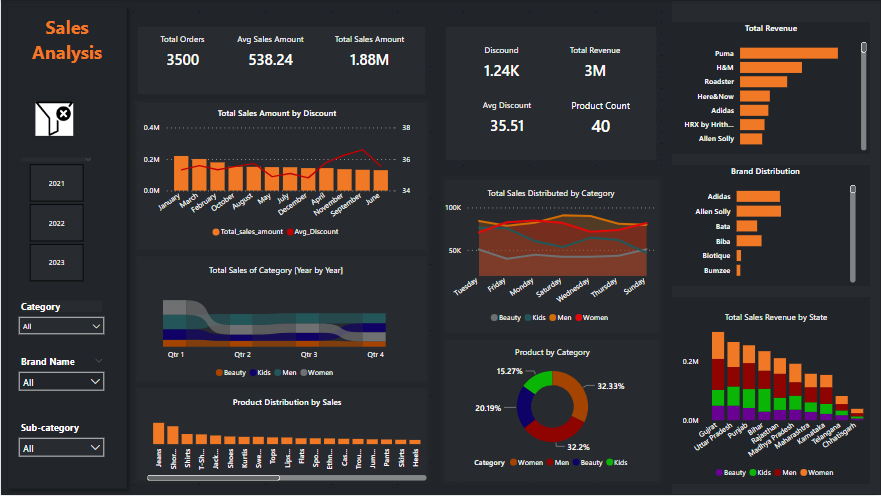 Sales
Analysis
2021
2022
2023
Category
All
Brand Name
All
Sub-category
All
Total Orders
3500
Avg Sales Amount
538.24
Total Sales Amount
1.88M
Total Sales Amount by Discount
0.4M
0.2M
0.0M
38
36
34
January
March
February
October
August
May
July
December
April
November
September
June
Total_sales_amount
Avg_Discount
Total Sales of Category [Year by Year]
Qtr 1
Qtr 2
Qtr 3
Qtr 4
Beauty
Kids
Men
Women
Product Distribution by Sales
Jeans
Shor...
Shirts
T-Sh...
Jack...
Shoes
Kurtis
Swe...
Tops
Lips...
Flats
Spo...
Ethn...
Cat...
Trou...
Jum...
Pants
Skirts
Heels
Discound
1.24K
Total Revenue
3M
Avg Discount
35.51
Product Count
40
Total Sales Distributed by Category
100K
50K
Tuesday
Friday
Monday
Saturday
Wednesday
Thursday
Sunday
Beauty
Kids
Men
Women
Product by Category
15.27%
32.33%
20.19%
32.2%
Category
Women
Men
Beauty
Kids
Total Revenue
Puma
H&M
Roadster
Here&Now
Adidas
HRX by Hrith...
Allen Solly
Brand Distribution
Adidas
Allen Solly
Bata
Biba
Biotique
Bumzee
Total Sales Revenue by State
0.2M
0.0M
Gujrat
Uttar Pradesh
Punjab
Bihar
Rajasthan
Madhya Pradesh
Maharashtra
Karnataka
Telangana
Chhatisgarh
Beauty
Kids
Men
Women